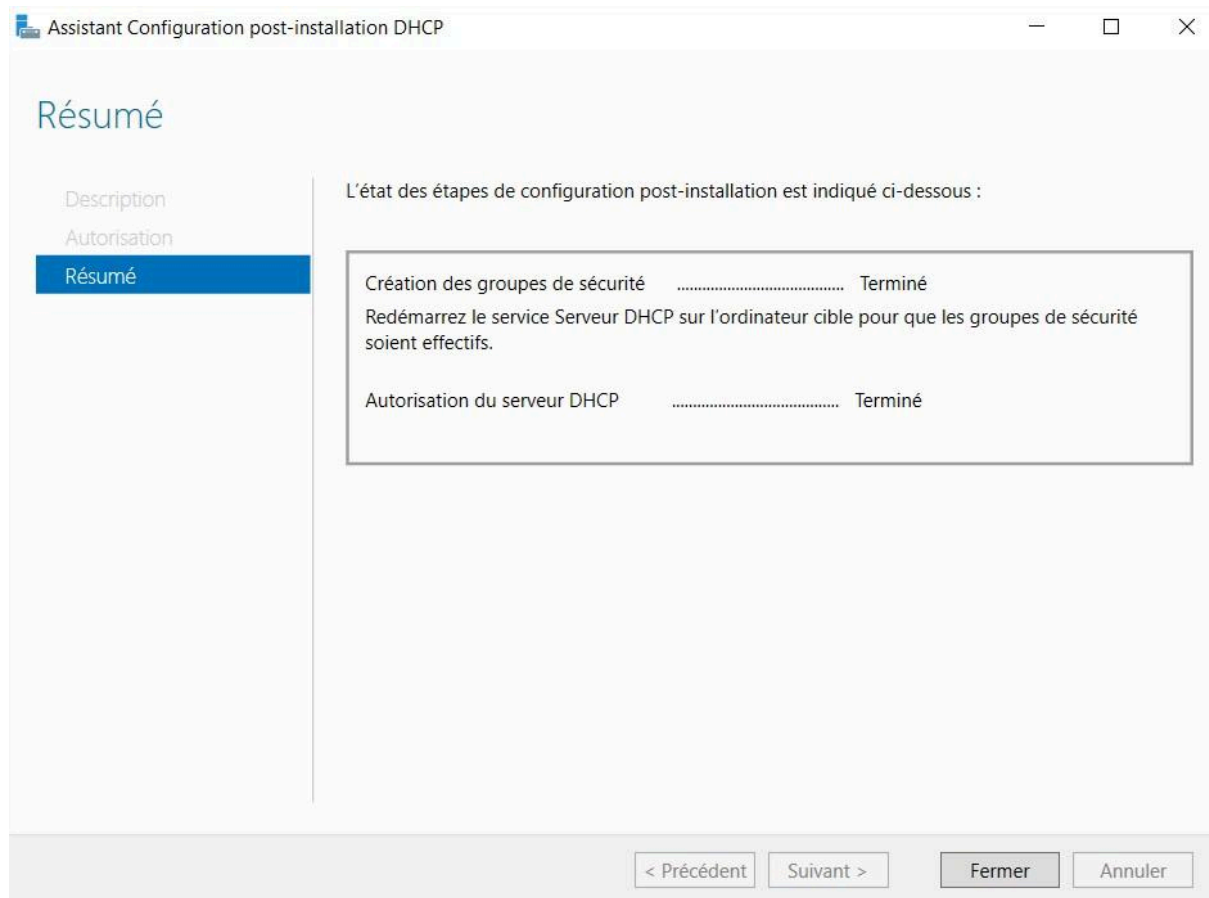 Assistant Configuration post-installation DHCP
Résumé
Description
Autorisation
Résumé
L'état des étapes de configuration post-installation est indiqué ci-dessous :
Création des groupes de sécurité ........................................ Terminé
Redémarrez le service Serveur DHCP sur l'ordinateur cible pour que les groupes de sécurité
soient effectifs.
Autorisation du serveur DHCP ........................................ Terminé
< Précédent
Suivant >
Fermer
Annuler